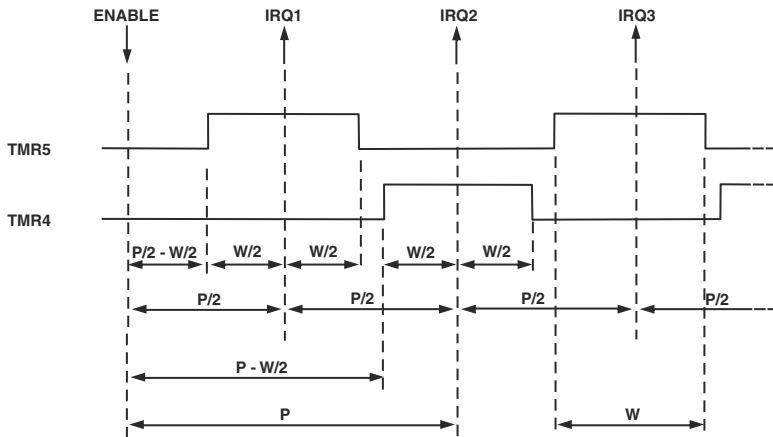 ENABLE IRQ1 IRQ2 IRQ3
TMR5
TMR4
P/2 - W/2 W/2 W/2 W/2 W/2
P/2 P/2 P/2 P/2
P - W/2
P W